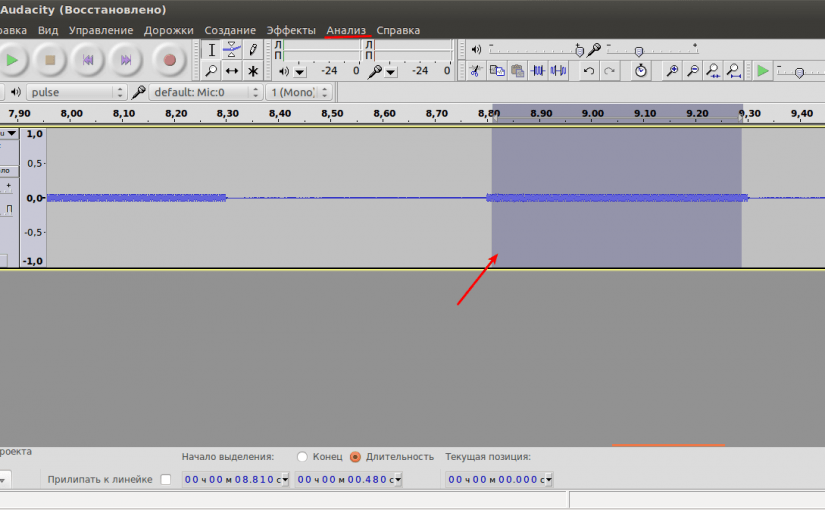 Audacity (Восстановлено)
равка Вид Управление Дорожки Создание Эффекты Анализ Справка
Л Л
П П
-24 0 -24 0
pulse default: Mic:0 1 (Mono)
7,90 8,00 8,10 8,20 8,30 8,40 8,50 8,60 8,70 8,80 8.90 9.00 9.10 9.20 9,30 9,40
1,0
0,5-
0,0-
-0,5-
-1,0
роекта
Начало выделения: Конец Длительность Текущая позиция:
Прилипать к линейке 00 ч 00 м 08.810 с 00 ч 00 м 00.480 с 00 ч 00 м 00.000 с